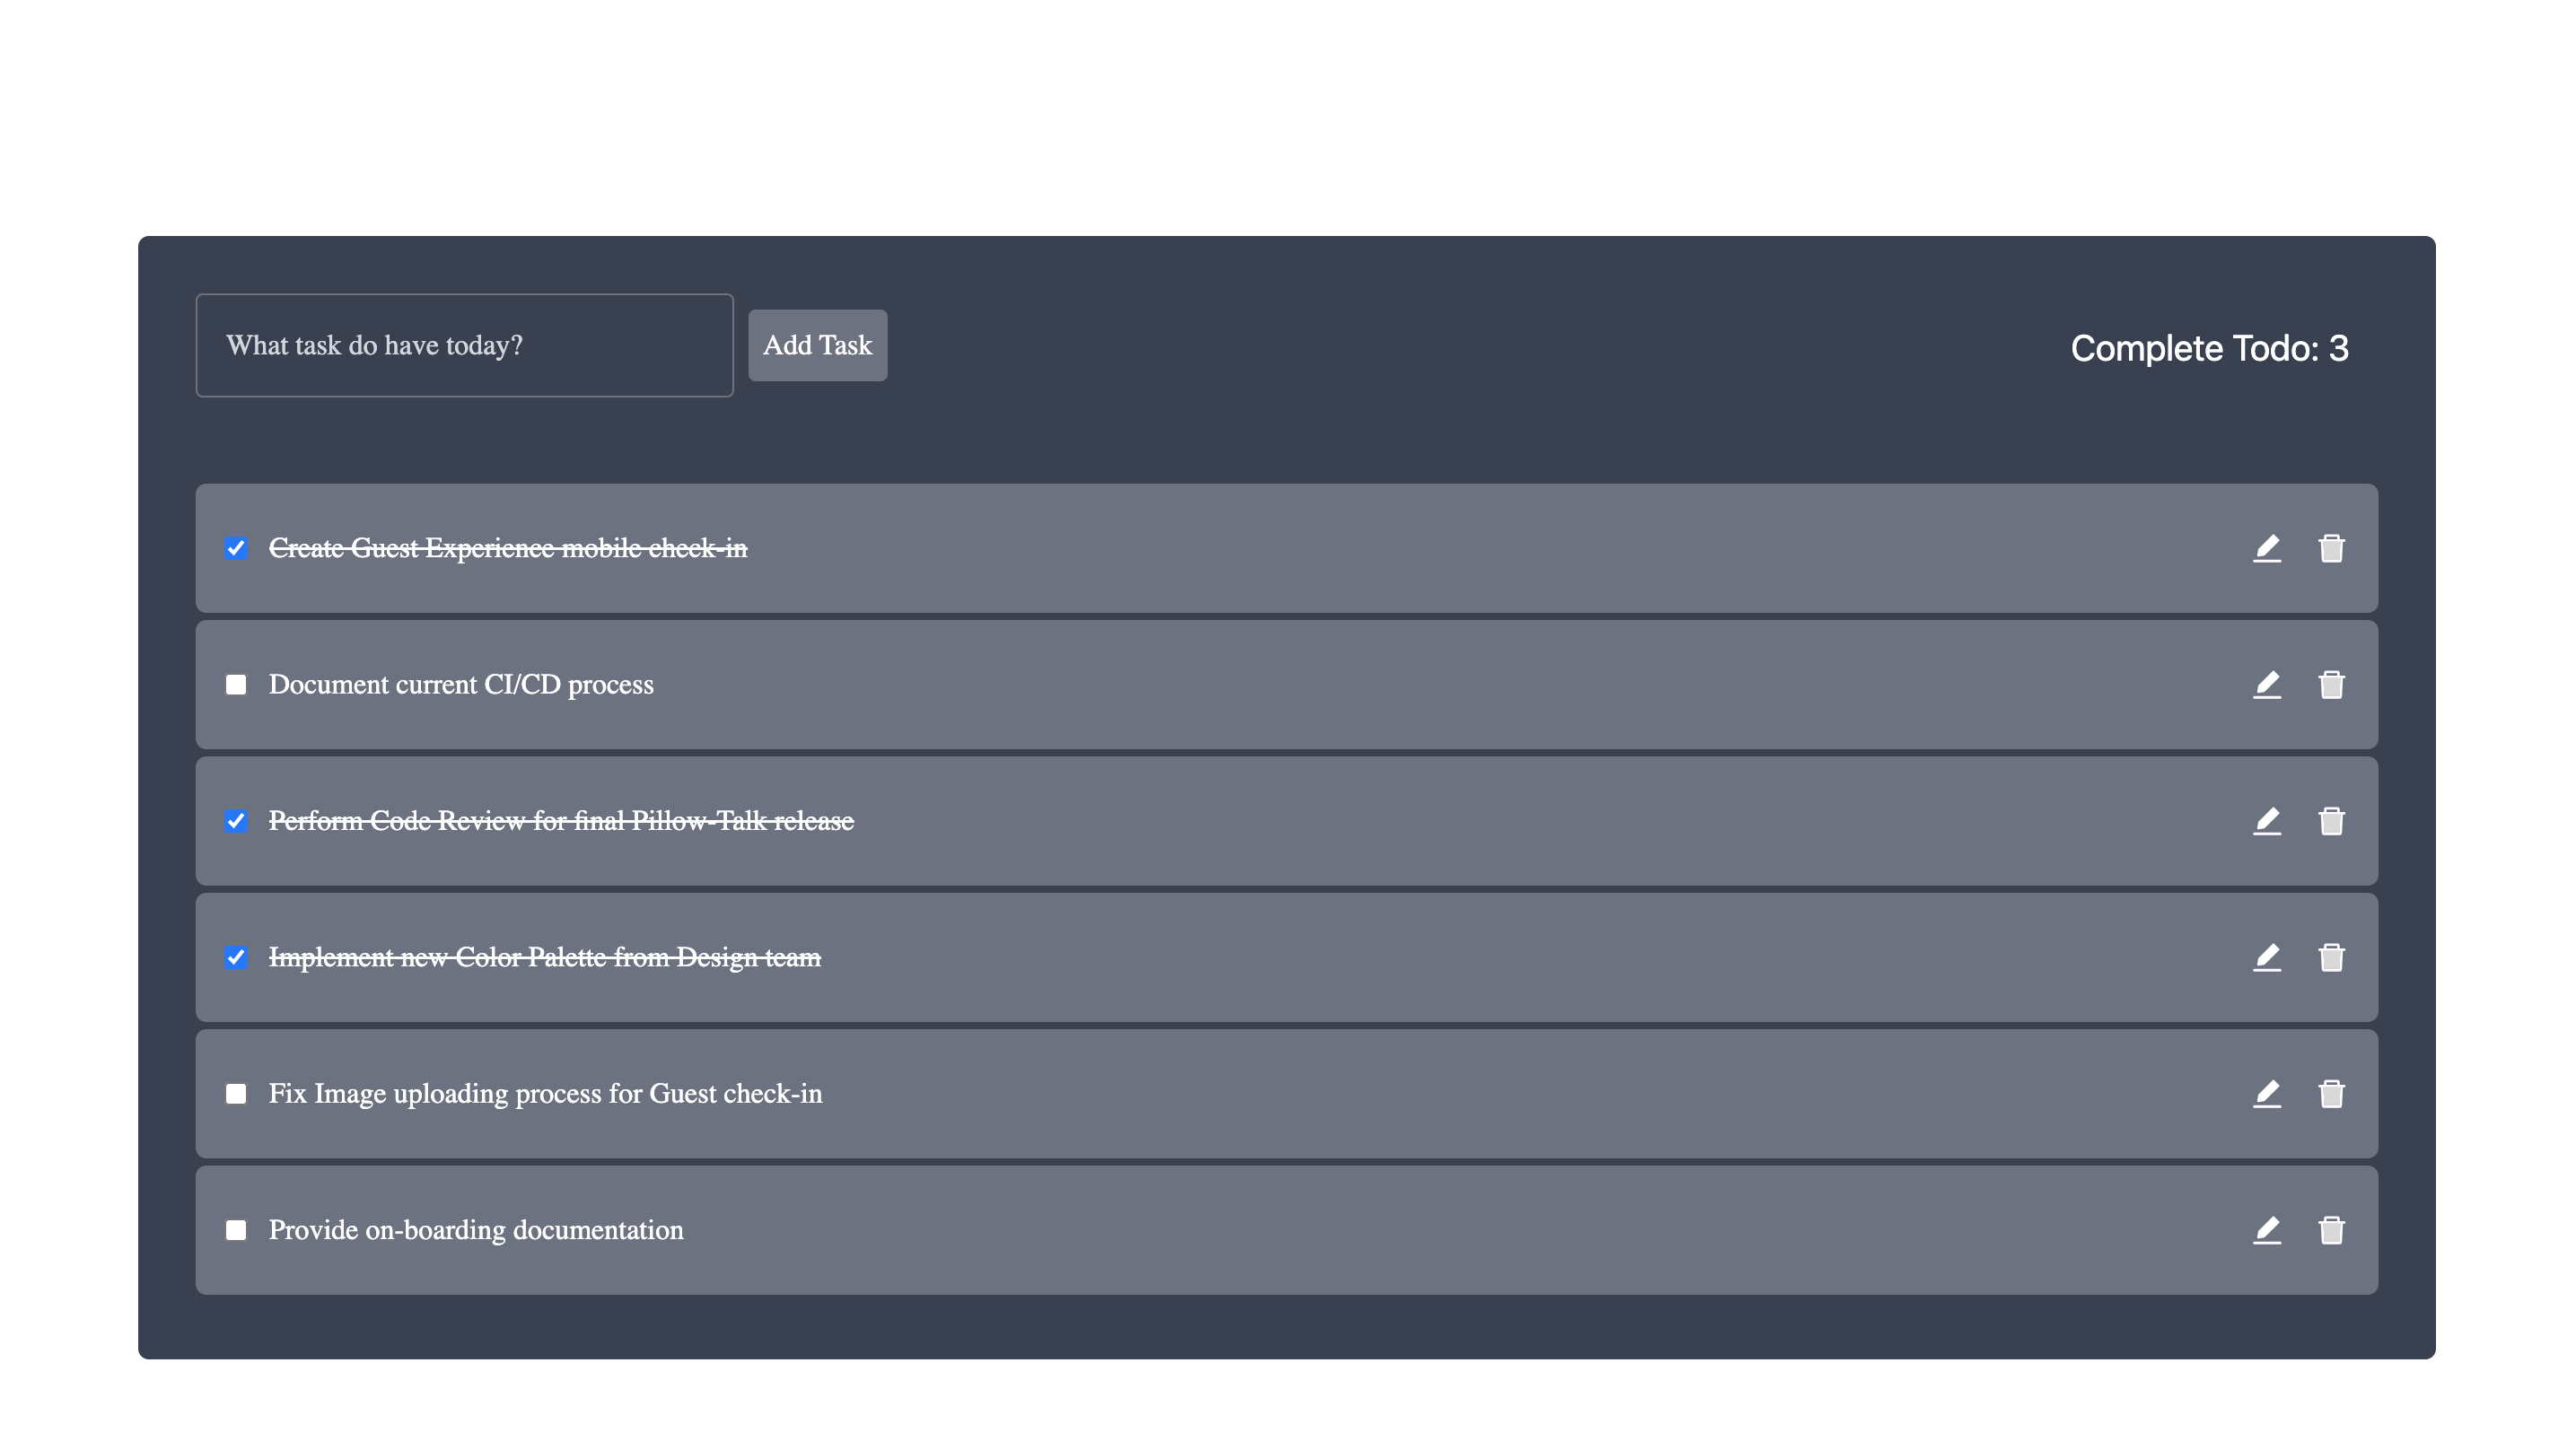 What task do have today?
Add Task
Complete Todo: 3
Create Guest Experience mobile check-in
Document current CI/CD process
Perform Code Review for final Pillow-Talk release
Implement new Color Palette from Design team
Fix Image uploading process for Guest check-in
Provide on-boarding documentation